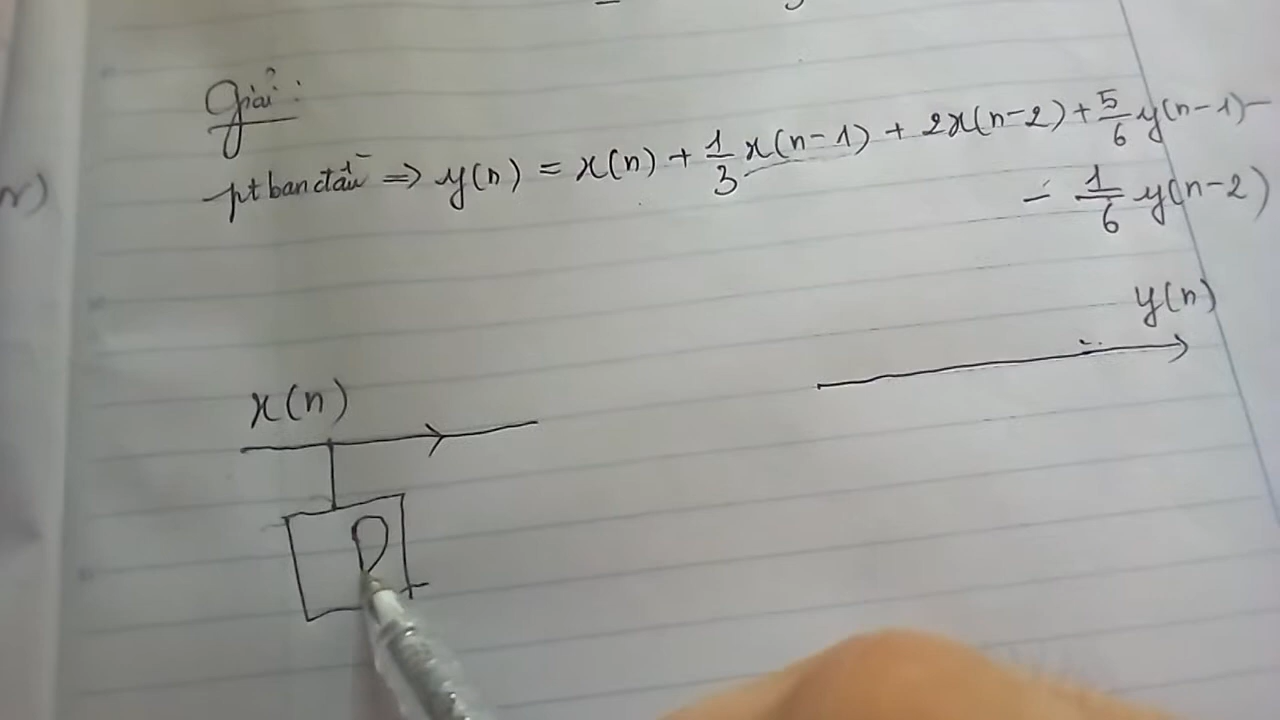 Giải:
pt ban đầu => y(n) = x(n) + 1/3 x(n-1) + 2x(n-2) + 5/6 y(n-1) -
- 1/6 y(n-2)
y(n)
x(n)
D